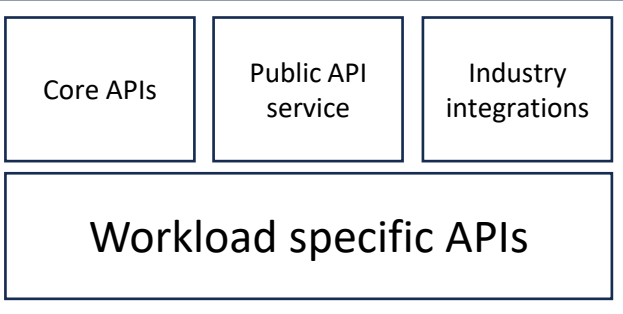 Core APIs
Public API
service
Industry
integrations
Workload specific APIs